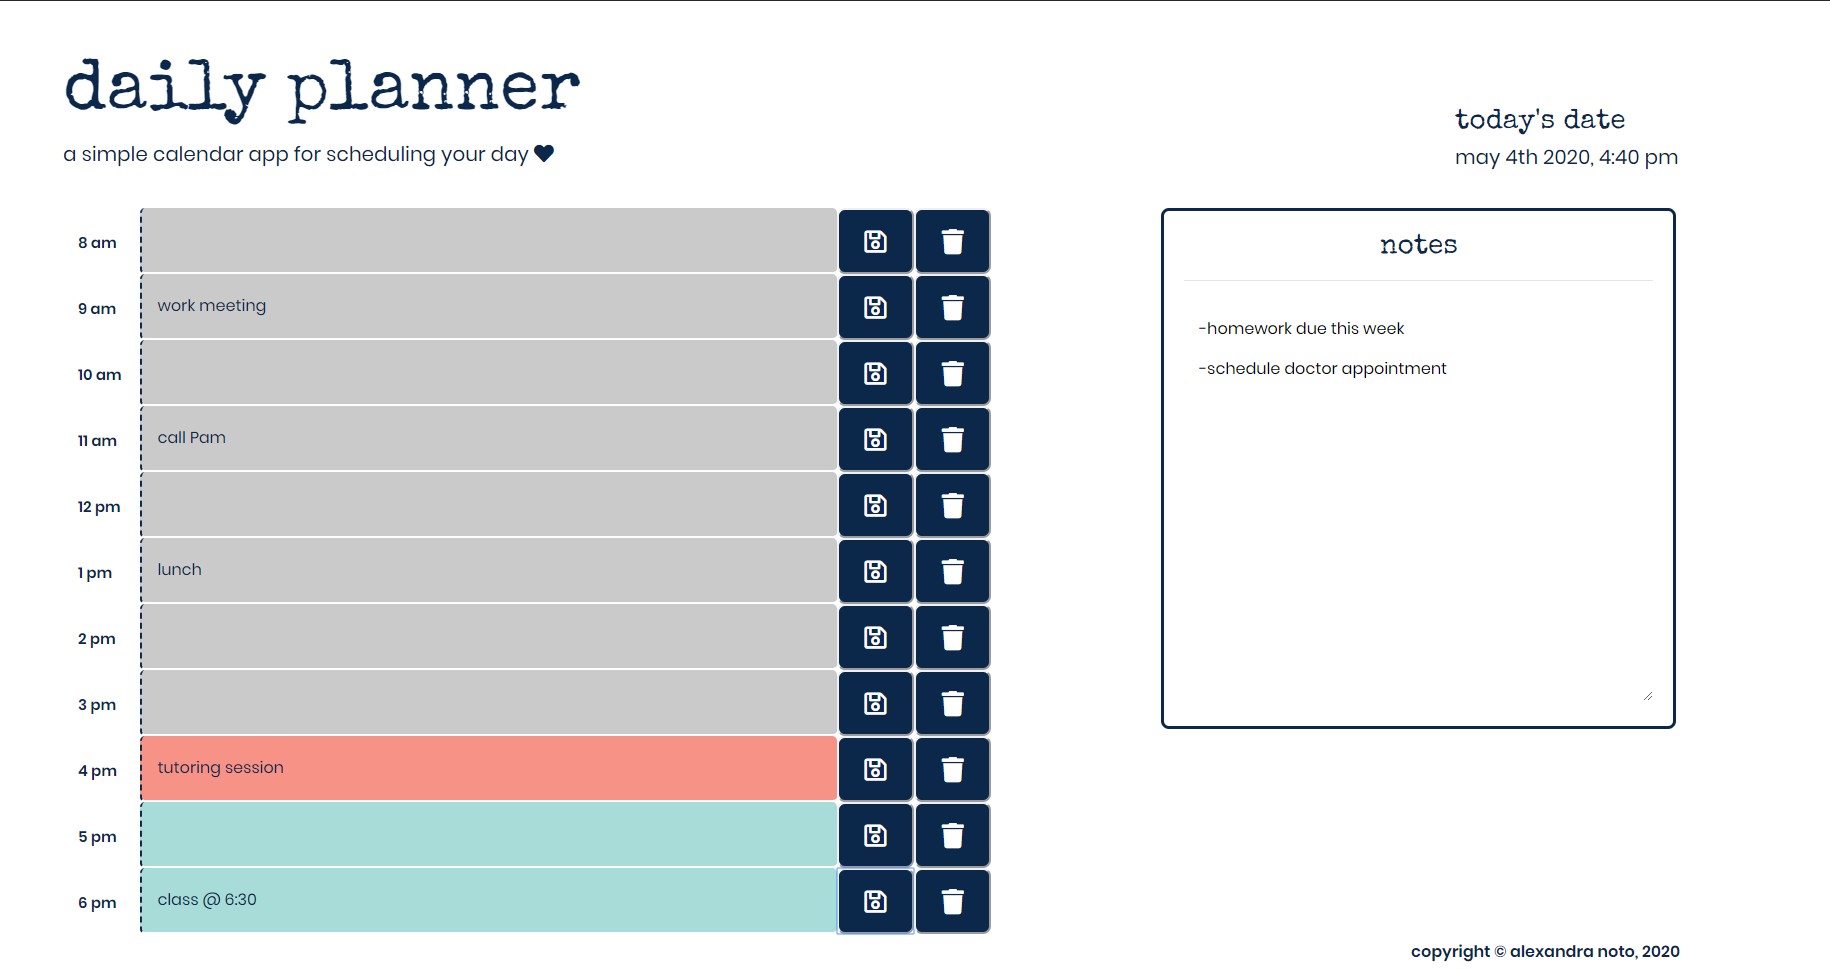 daily planner
a simple calendar app for scheduling your day
today's date
may 4th 2020, 4:40 pm
8 am
9 am work meeting
10 am
11 am call Pam
12 pm
1 pm lunch
2 pm
3 pm
4 pm tutoring session
5 pm
6 pm class @ 6:30
notes
-homework due this week
-schedule doctor appointment
copyright © alexandra noto, 2020